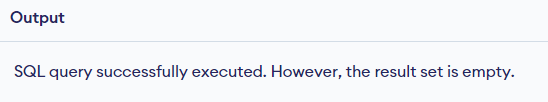 Output
SQL query successfully executed. However, the result set is empty.